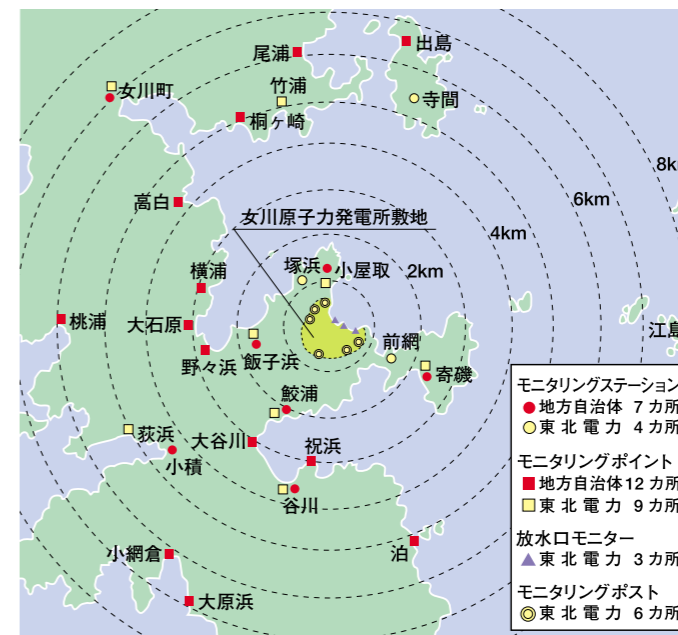 出島
尾浦
竹浦
女川町
寺間
桐ヶ崎
8k
6km
高白
女川原子力発電所敷地
4km
塚浜
小屋取
2km
横浦
桃浦
大石原
江島
前網
野々浜
飯子浜
寄磯
鮫浦
荻浜
大谷川
祝浜
小積
谷川
泊
小網倉
大原浜
モニタリングステーション
地方自治体 7カ所
東北電力 4カ所
モニタリングポイント
地方自治体12カ所
東北電力 9カ所
放水口モニター
東北電力 3カ所
モニタリングポスト
東北電力 6カ所